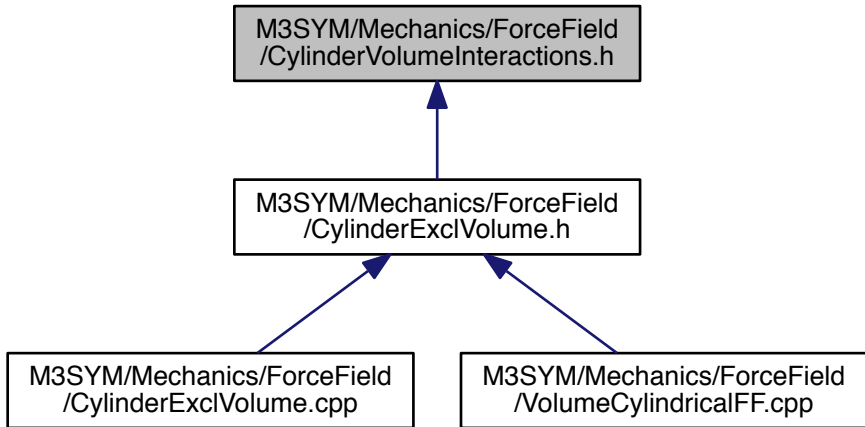 M3SYM/Mechanics/ForceField
/CylinderVolumeInteractions.h
M3SYM/Mechanics/ForceField
/CylinderExclVolume.h
M3SYM/Mechanics/ForceField
/CylinderExclVolume.cpp
M3SYM/Mechanics/ForceField
/VolumeCylindricalFF.cpp